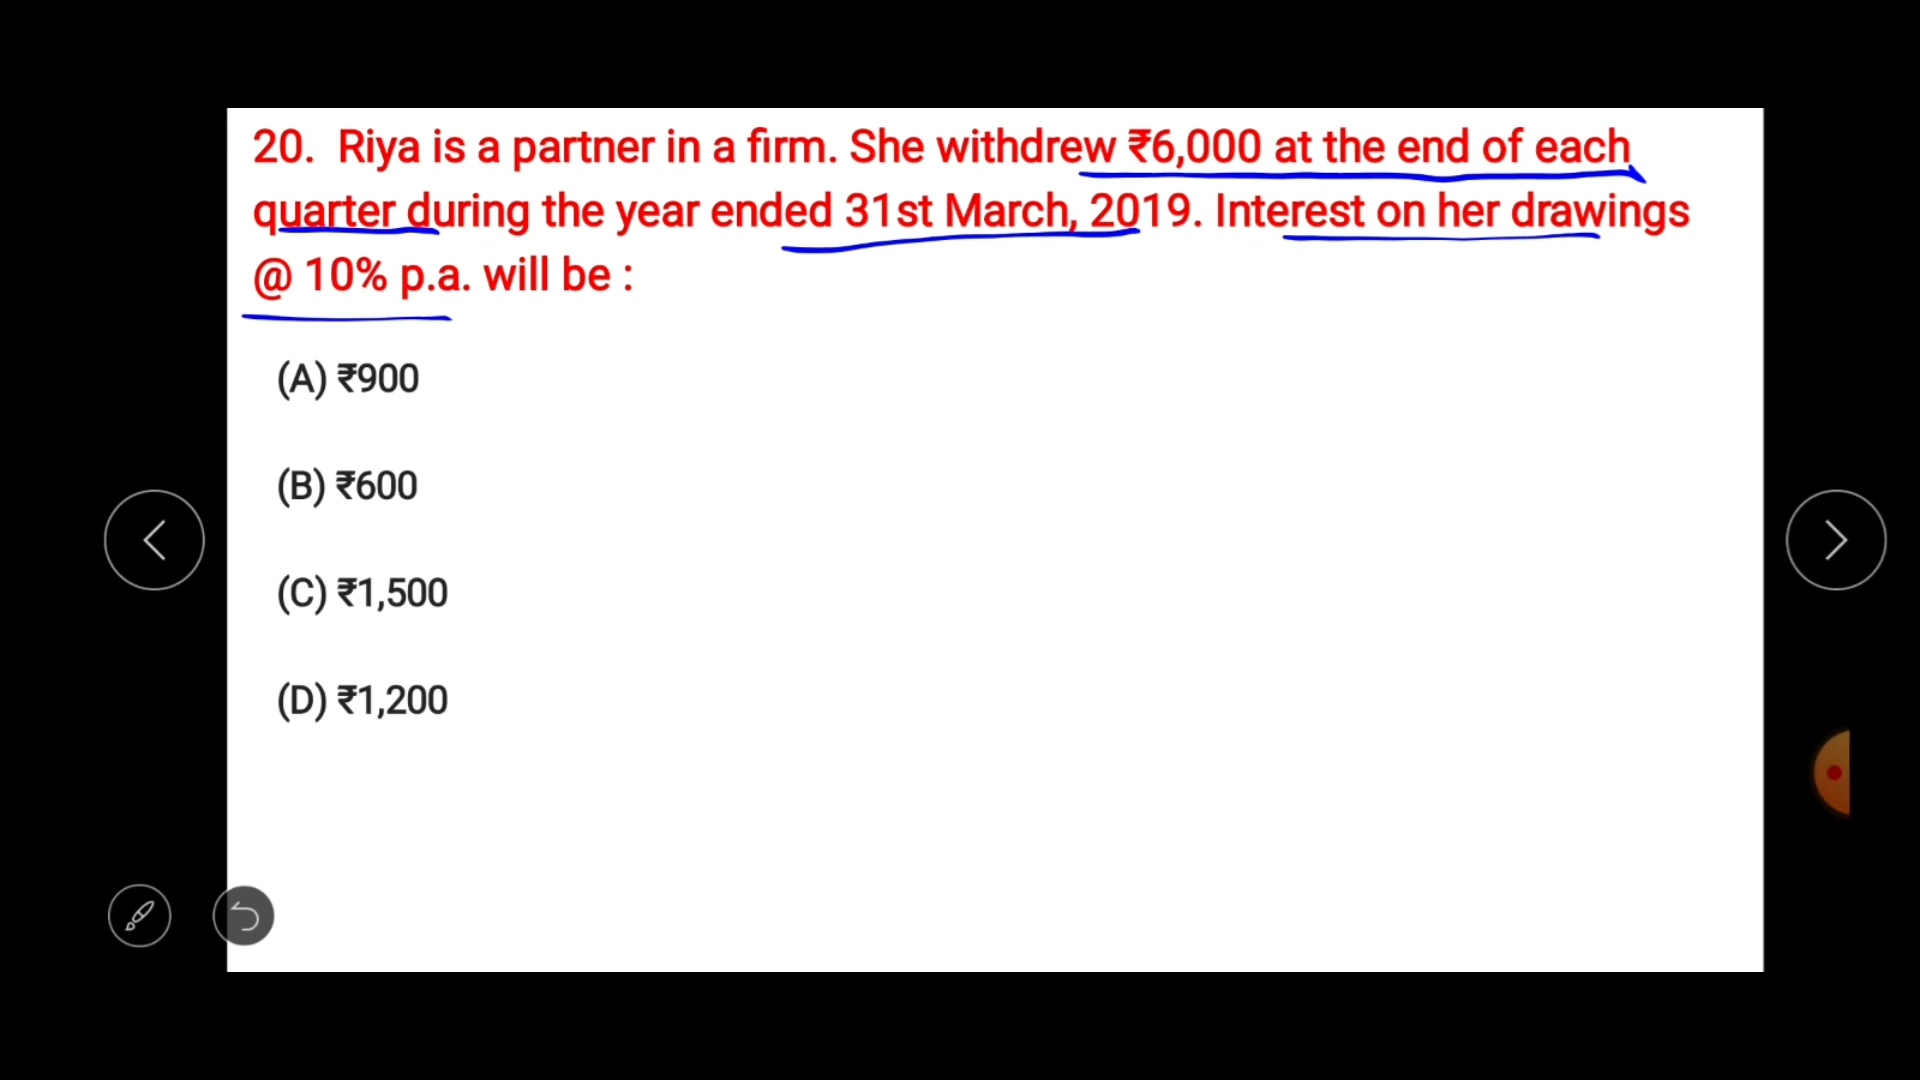 20. Riya is a partner in a firm. She withdrew ₹6,000 at the end of each
quarter during the year ended 31st March, 2019. Interest on her drawings
@ 10% p.a. will be :
(A) ₹900
(B) ₹600
(C) ₹1,500
(D) ₹1,200